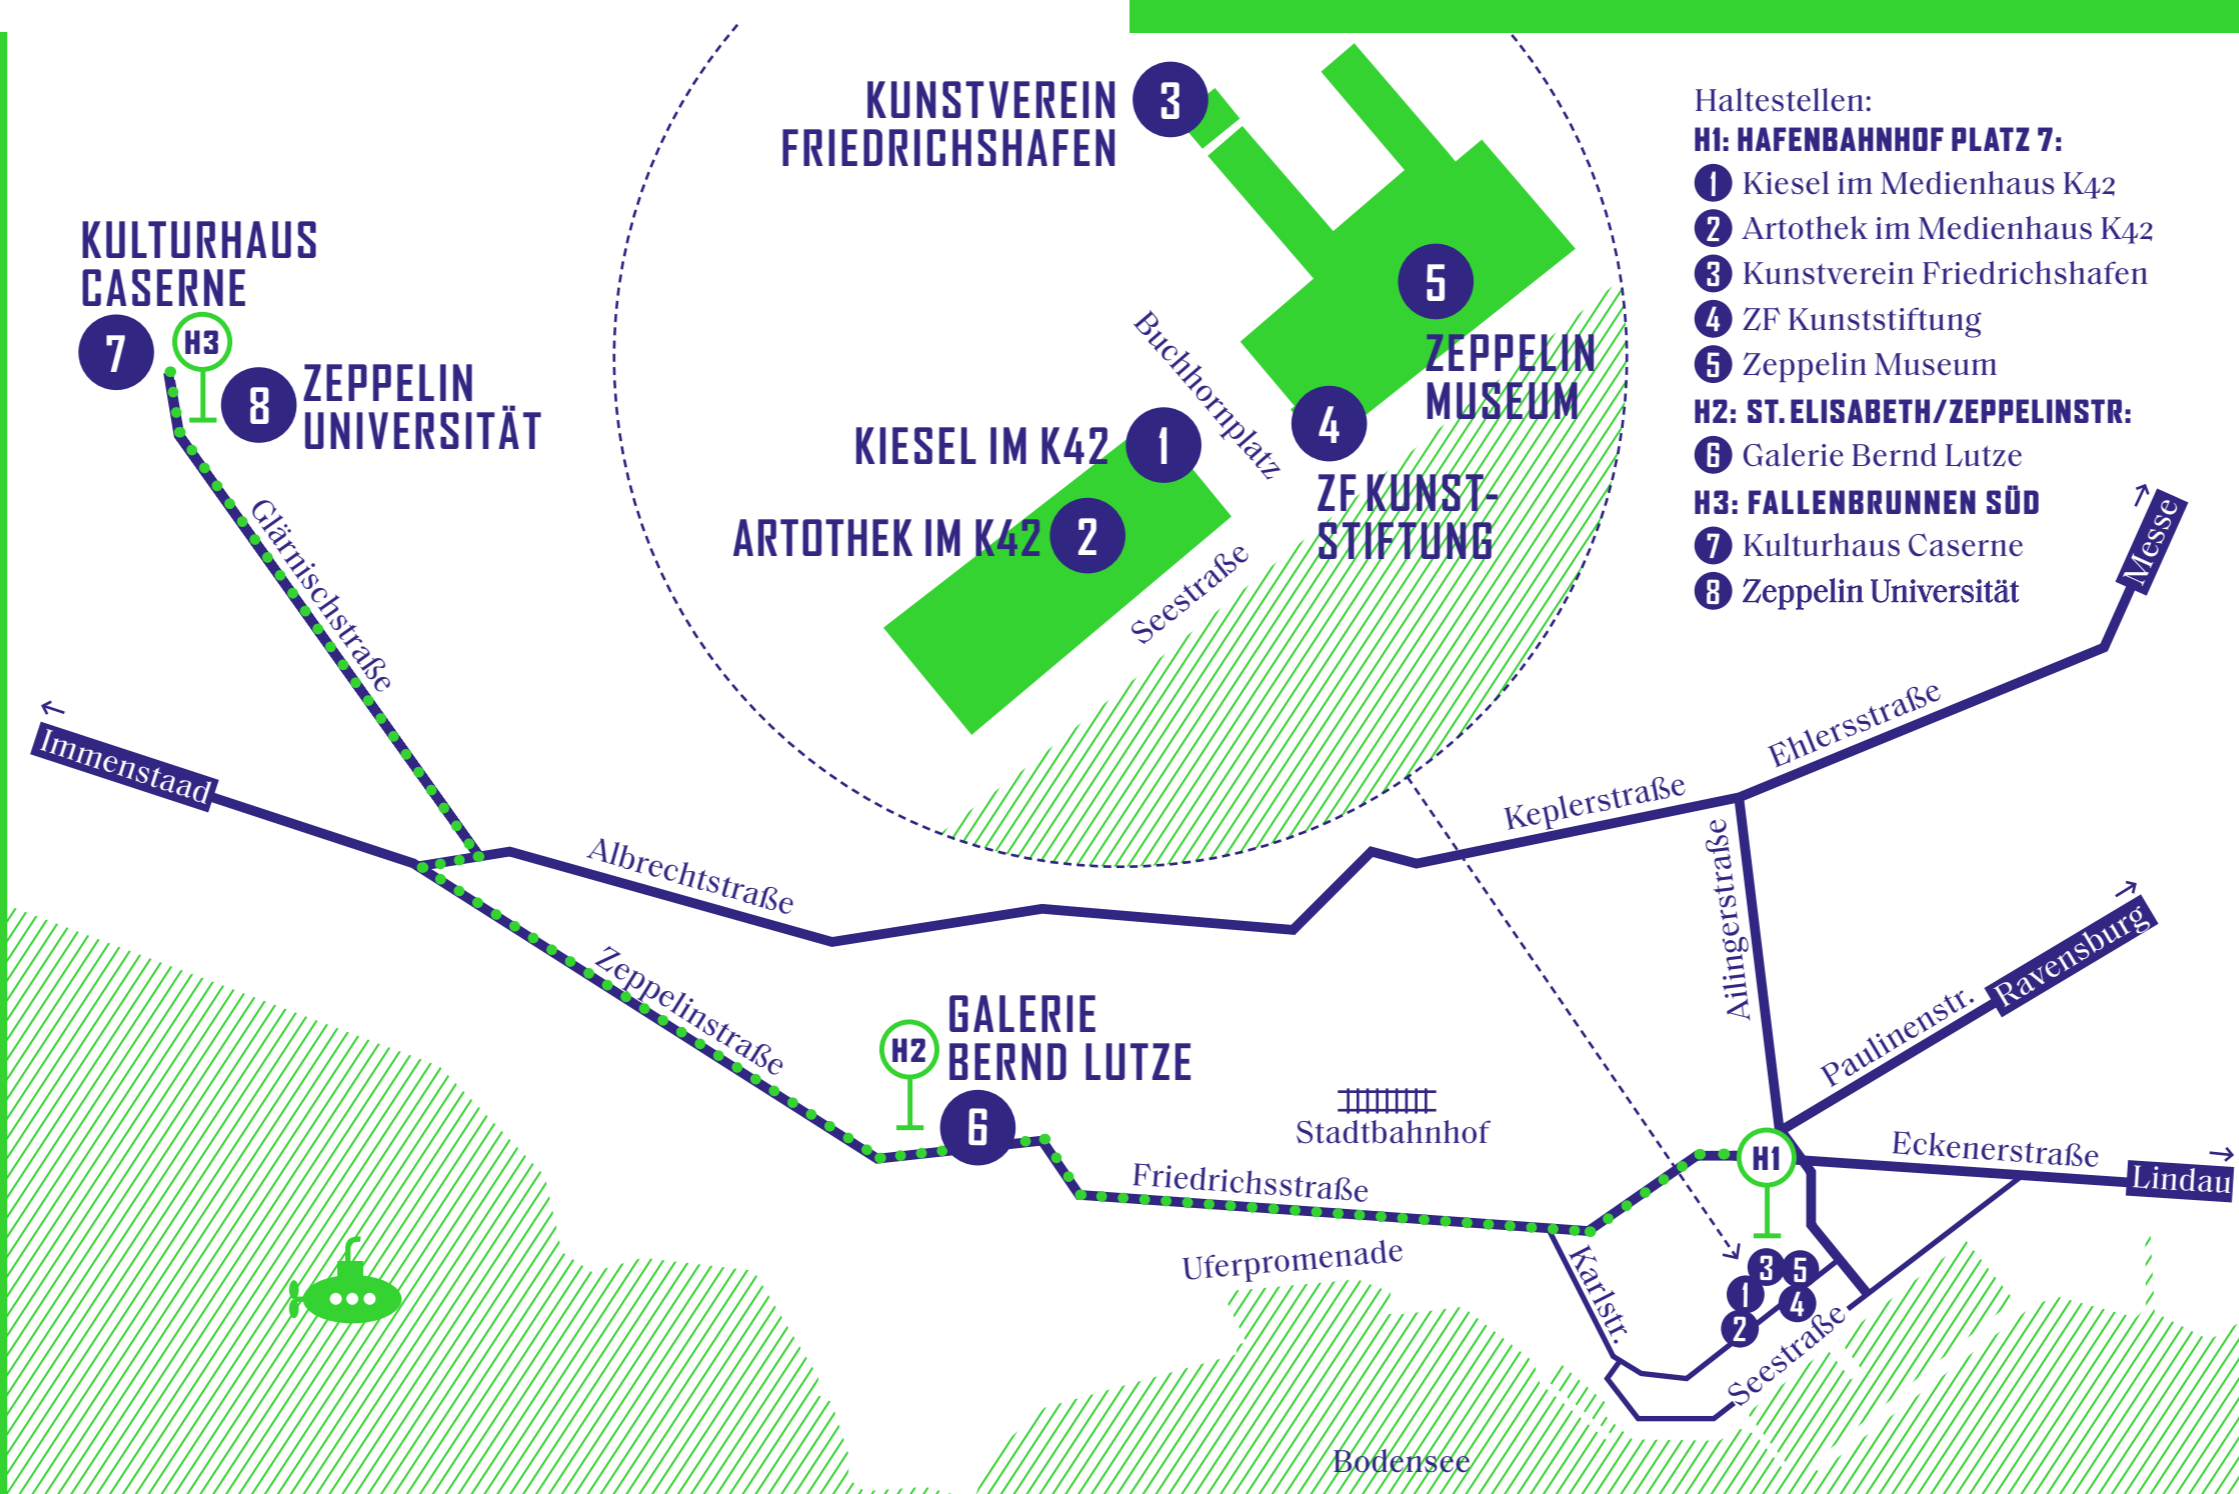 KUNSTVEREIN
FRIEDRICHSHAFEN
3
5
ZEPPELIN
MUSEUM
Buchhornplatz
4
ZF KUNST-
STIFTUNG
KIESEL IM K42
1
ARTOTHEK IM K42
2
Seestraße
Haltestellen:
H1: HAFENBAHNHOF PLATZ 7:
1 Kiesel im Medienhaus K42
2 Artothek im Medienhaus K42
3 Kunstverein Friedrichshafen
4 ZF Kunststiftung
5 Zeppelin Museum
H2: ST. ELISABETH/ZEPPELINSTR:
6 Galerie Bernd Lutze
H3: FALLENBRUNNEN SÜD
7 Kulturhaus Caserne
8 Zeppelin Universität
KULTURHAUS
CASERNE
7
H3
8
ZEPPELIN
UNIVERSITÄT
Glärnischstraße
← Immenstaad
Albrechtstraße
Zeppelinstraße
H2
GALERIE
BERND LUTZE
6
Stadtbahnhof
Friedrichsstraße
Uferpromenade
Keplerstraße
Ehlersstraße
→ Messe
Ailingerstraße
Paulinenstr.
→ Ravensburg
H1
Eckenerstraße
→ Lindau
Karlstr.
3
5
1
4
2
Seestraße
Bodensee